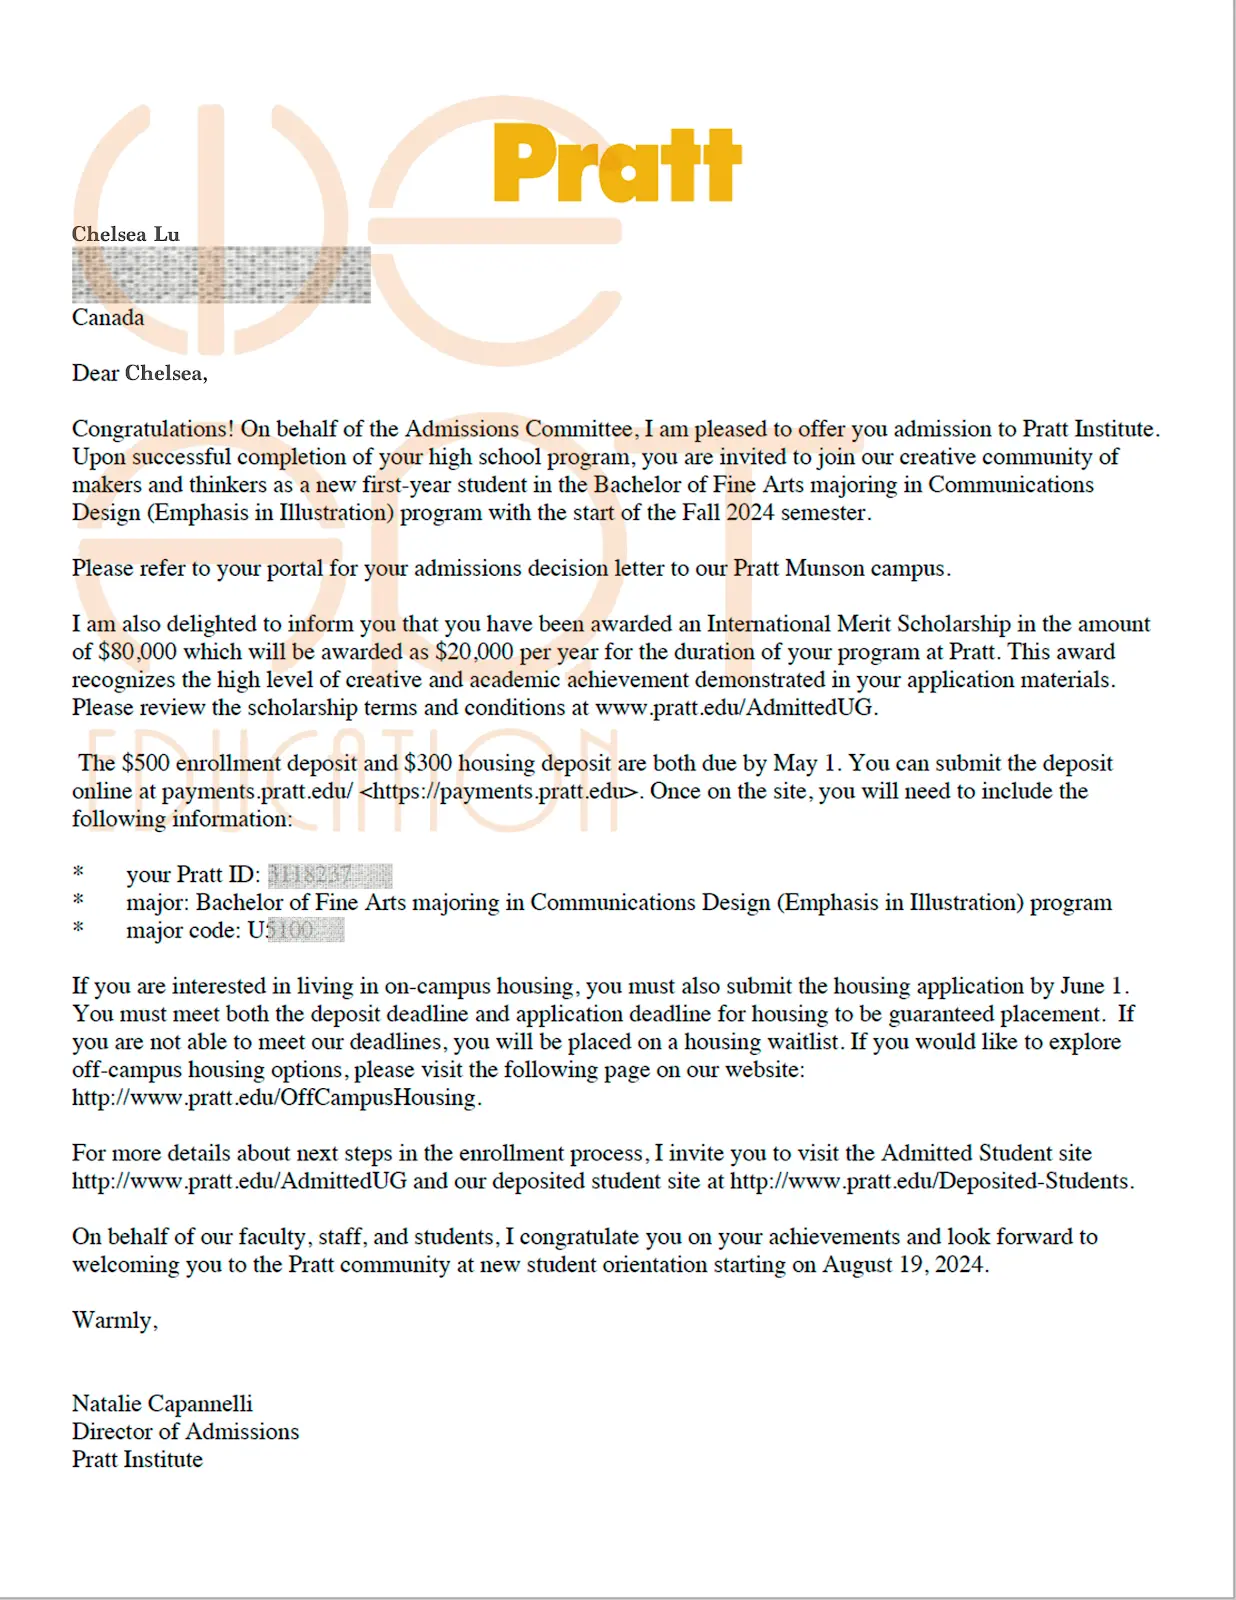 Pratt
Chelsea Lu
Canada
Dear Chelsea,
Congratulations! On behalf of the Admissions Committee, I am pleased to offer you admission to Pratt Institute.
Upon successful completion of your high school program, you are invited to join our creative community of
makers and thinkers as a new first-year student in the Bachelor of Fine Arts majoring in Communications
Design (Emphasis in Illustration) program with the start of the Fall 2024 semester.
Please refer to your portal for your admissions decision letter to our Pratt Munson campus.
I am also delighted to inform you that you have been awarded an International Merit Scholarship in the amount
of $80,000 which will be awarded as $20,000 per year for the duration of your program at Pratt. This award
recognizes the high level of creative and academic achievement demonstrated in your application materials.
Please review the scholarship terms and conditions at www.pratt.edu/AdmittedUG.
EDUCATION
The $500 enrollment deposit and $300 housing deposit are both due by May 1. You can submit the deposit
online at payments.pratt.edu/ <https://payments.pratt.edu>. Once on the site, you will need to include the
following information:
* your Pratt ID:
* major: Bachelor of Fine Arts majoring in Communications Design (Emphasis in Illustration) program
* major code:
If you are interested in living in on-campus housing, you must also submit the housing application by June 1.
You must meet both the deposit deadline and application deadline for housing to be guaranteed placement.  If
you are not able to meet our deadlines, you will be placed on a housing waitlist. If you would like to explore
off-campus housing options, please visit the following page on our website:
http://www.pratt.edu/OffCampusHousing.
For more details about next steps in the enrollment process, I invite you to visit the Admitted Student site
http://www.pratt.edu/AdmittedUG and our deposited student site at http://www.pratt.edu/Deposited-Students.
On behalf of our faculty, staff, and students, I congratulate you on your achievements and look forward to
welcoming you to the Pratt community at new student orientation starting on August 19, 2024.
Warmly,
Natalie Capannelli
Director of Admissions
Pratt Institute